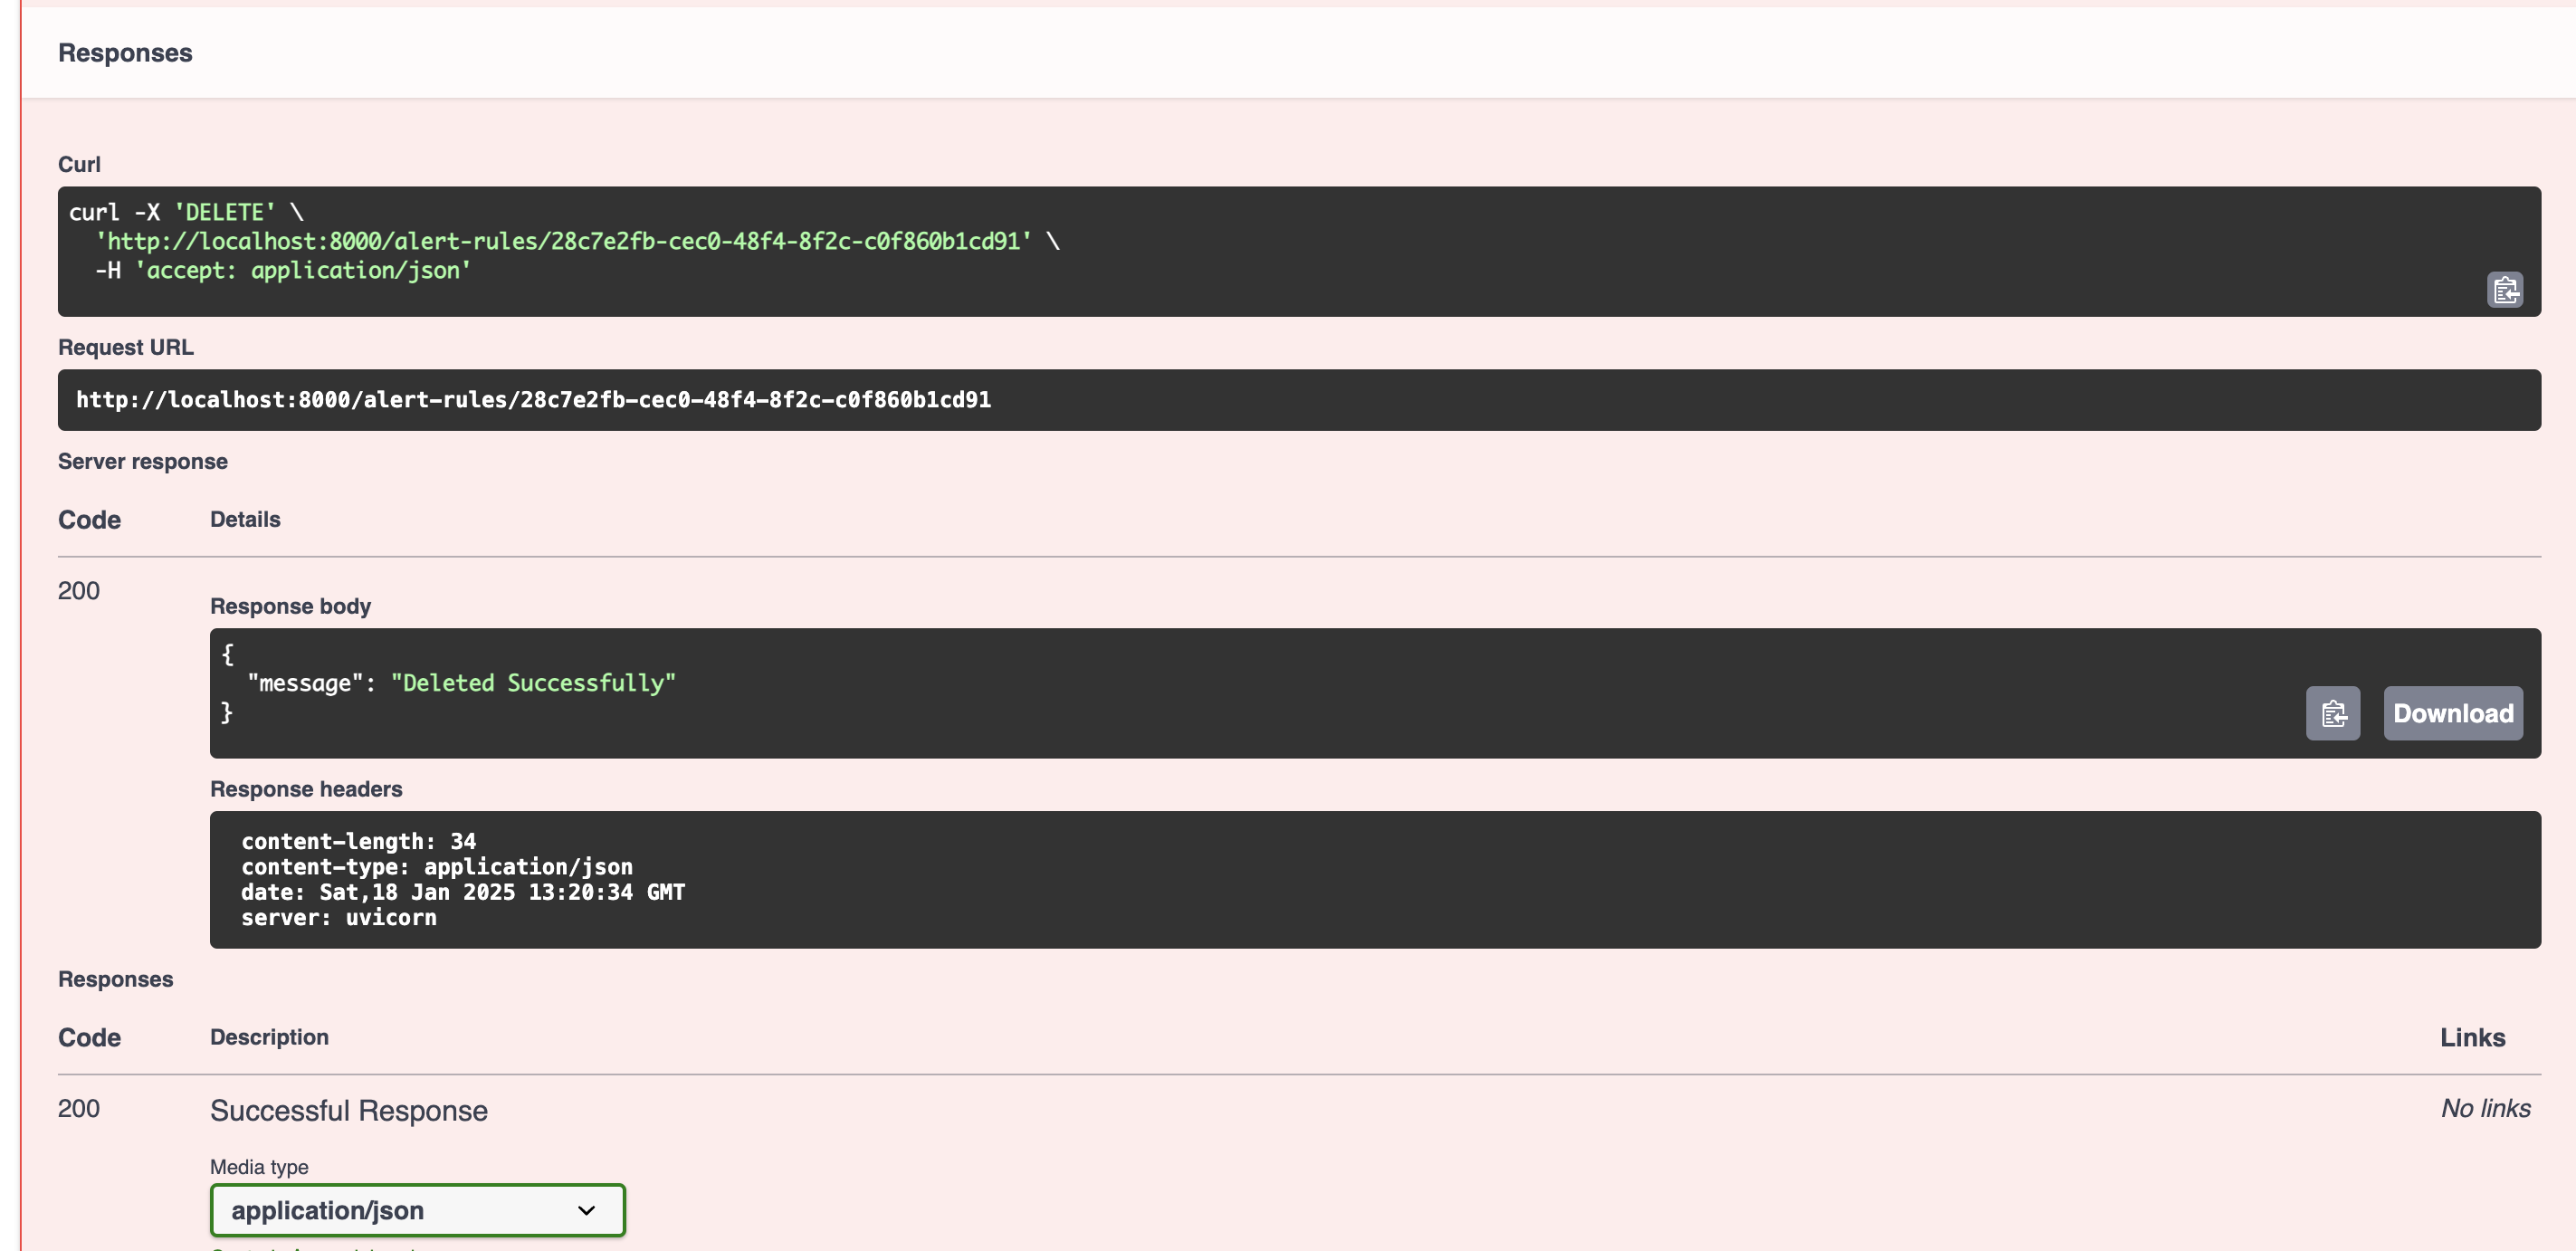 Responses
Curl
curl -X 'DELETE' \
  'http://localhost:8000/alert-rules/28c7e2fb-cec0-48f4-8f2c-c0f860b1cd91' \
  -H 'accept: application/json'
Request URL
http://localhost:8000/alert-rules/28c7e2fb-cec0-48f4-8f2c-c0f860b1cd91
Server response
Code Details
200
Response body
{
  "message": "Deleted Successfully"
}
Download
Response headers
content-length: 34
content-type: application/json
date: Sat,18 Jan 2025 13:20:34 GMT
server: uvicorn
Responses
Code Description Links
200 Successful Response No links
Media type
application/json